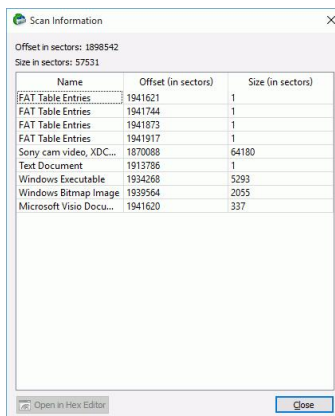 Scan Information
Offset in sectors: 1898542
Size in sectors: 57531
Name Offset (in sectors) Size (in sectors)
FAT Table Entries 1941621 1
FAT Table Entries 1941744 1
FAT Table Entries 1941873 1
FAT Table Entries 1941917 1
Sony cam video, XDC... 1870088 64180
Text Document 1913786 1
Windows Executable 1934268 5293
Windows Bitmap Image 1939564 2055
Microsoft Visio Docu... 1941620 337
Open in Hex Editor Close